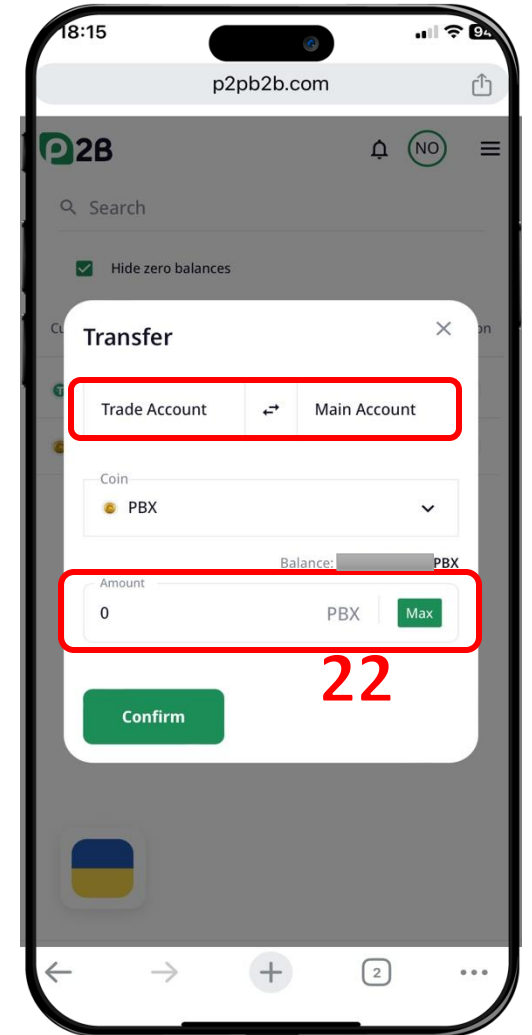 18:15
94
p2pb2b.com
P2B
NO
Search
Hide zero balances
Transfer
Trade Account
Main Account
Coin
PBX
Balance:
PBX
Amount
0
PBX
Max
22
Confirm
2